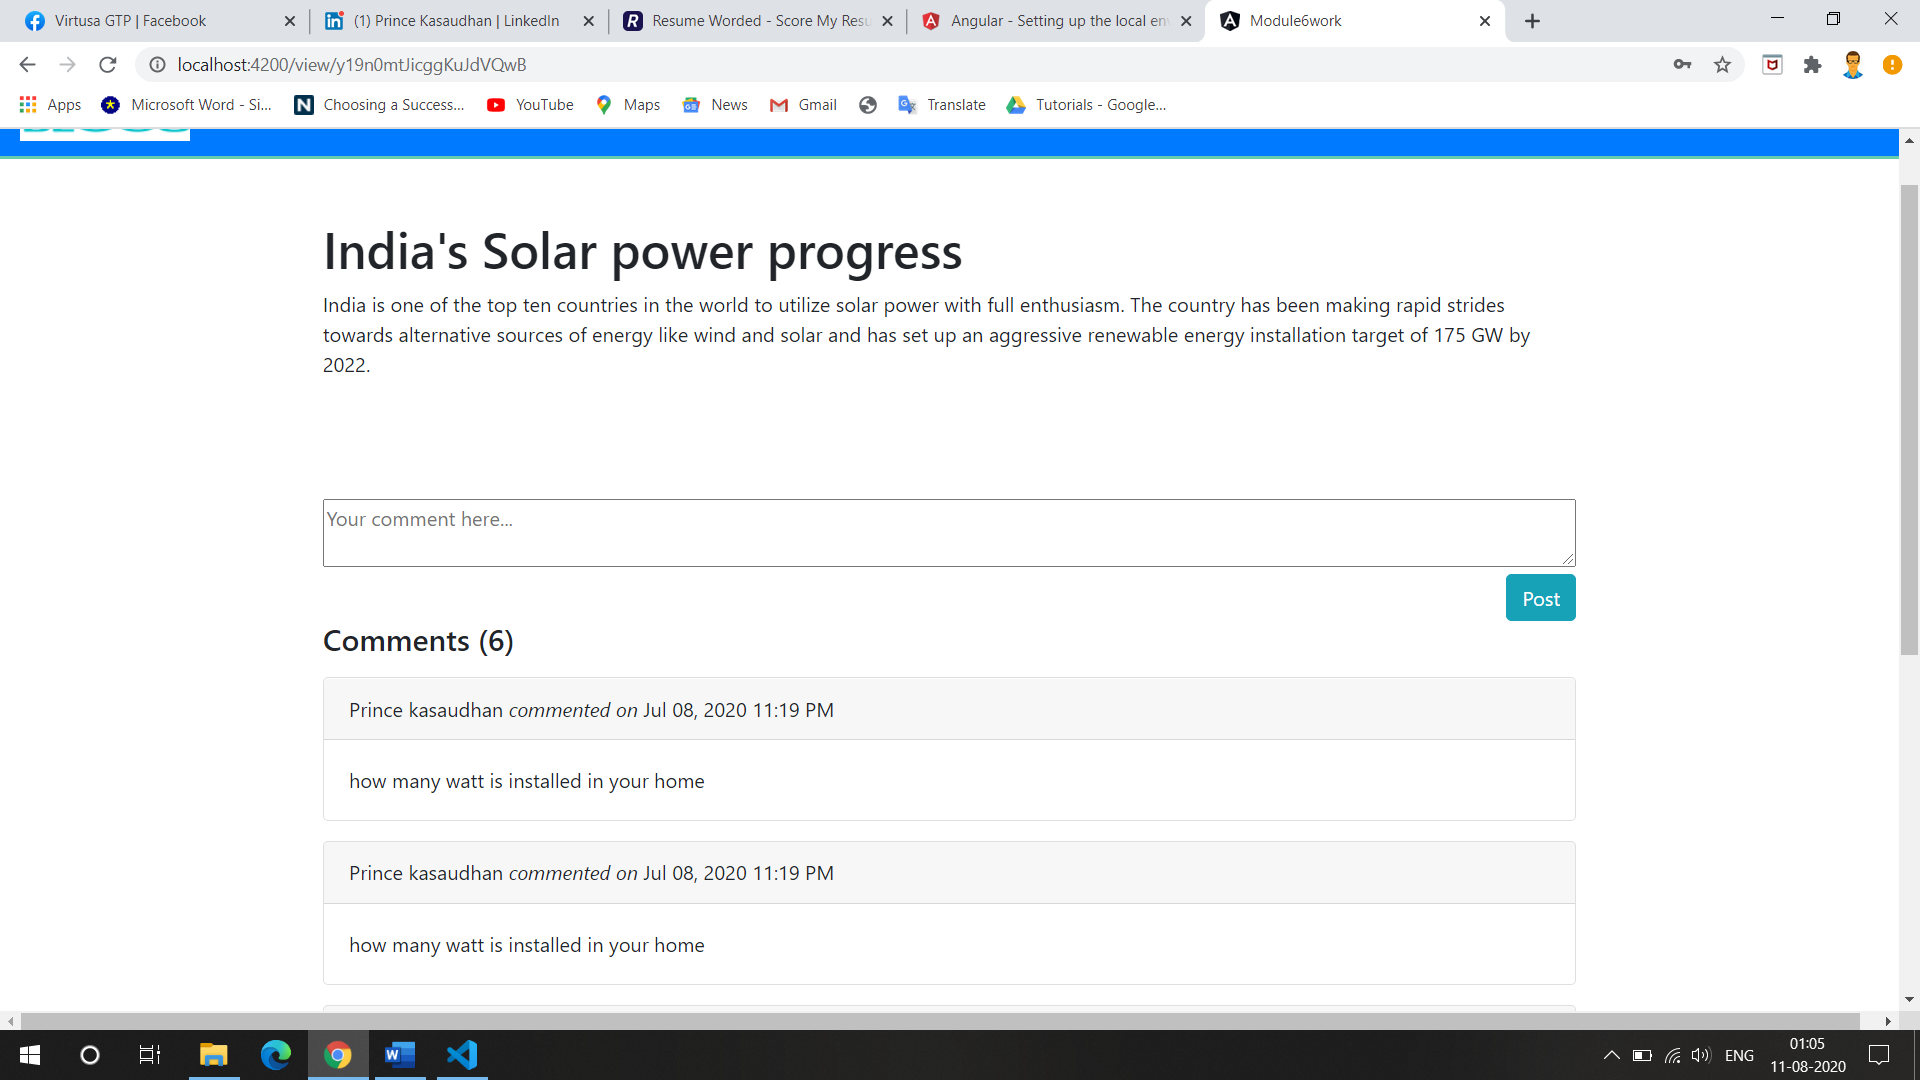 Virtusa GTP | Facebook
(1) Prince Kasaudhan | LinkedIn
Resume Worded - Score My Resu
Angular - Setting up the local en
Module6work
localhost:4200/view/y19n0mtJicggKuJdVQwB
Apps
Microsoft Word - Si...
Choosing a Success...
YouTube
Maps
News
Gmail
Translate
Tutorials - Google...
India's Solar power progress
India is one of the top ten countries in the world to utilize solar power with full enthusiasm. The country has been making rapid strides
towards alternative sources of energy like wind and solar and has set up an aggressive renewable energy installation target of 175 GW by
2022.
Your comment here...
Post
Comments (6)
Prince kasaudhan commented on Jul 08, 2020 11:19 PM
how many watt is installed in your home
Prince kasaudhan commented on Jul 08, 2020 11:19 PM
how many watt is installed in your home
ENG
01:05
11-08-2020